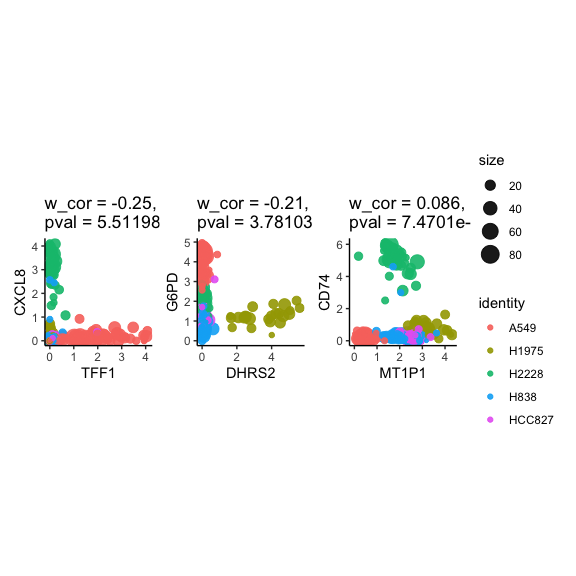 w_cor = -0.25,
pval = 5.51198
CXCL8
4
3
2
1
0
0 1 2 3 4
TFF1
w_cor = -0.21,
pval = 3.78103
G6PD
5
4
3
2
1
0
0 2 4
DHRS2
w_cor = 0.086,
pval = 7.4701e-
CD74
6
4
2
0
0 1 2 3 4
MT1P1
size
20
40
60
80
identity
A549
H1975
H2228
H838
HCC827